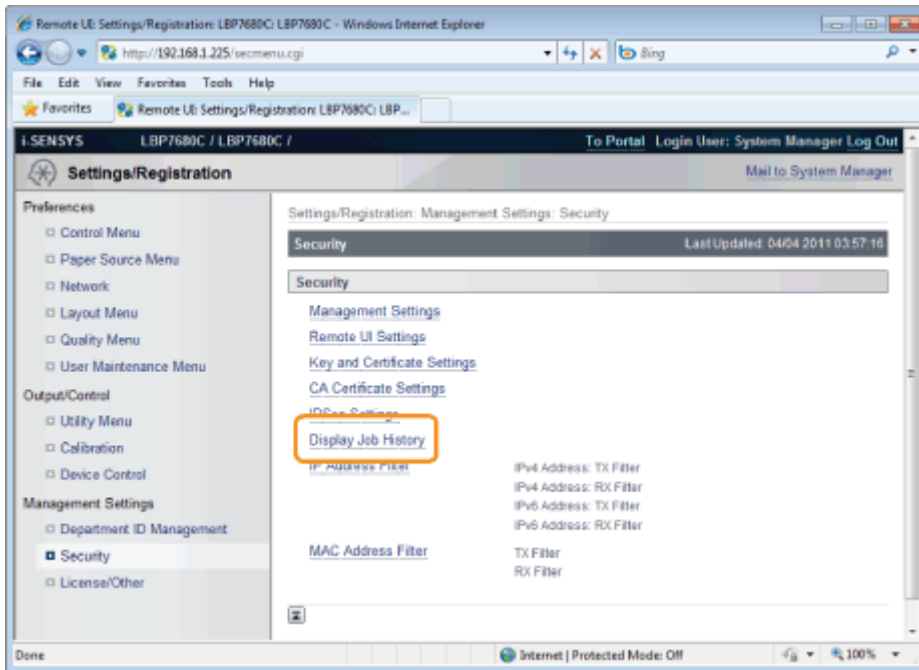 Remote UI: Settings/Registration: LBP7680C: LBP7680C - Windows Internet Explorer
http://192.168.1.225/secmenu.cgi
Bing
File Edit View Favorites Tools Help
Favorites
Remote UI: Settings/Registration: LBP7680C: LBP...
i-SENSYS LBP7680C / LBP7680C /
To Portal Login User: System Manager Log Out
Settings/Registration
Mail to System Manager
Preferences
Control Menu
Paper Source Menu
Network
Layout Menu
Quality Menu
User Maintenance Menu
Output/Control
Utility Menu
Calibration
Device Control
Management Settings
Department ID Management
Security
License/Other
Settings/Registration: Management Settings: Security
Security
Last Updated: 04/04 2011 03:57:16
Security
Management Settings
Remote UI Settings
Key and Certificate Settings
CA Certificate Settings
IPSec Settings
Display Job History
IP Address Filter
IPv4 Address: TX Filter
IPv4 Address: RX Filter
IPv6 Address: TX Filter
IPv6 Address: RX Filter
MAC Address Filter
TX Filter
RX Filter
Done
Internet | Protected Mode: Off
100%